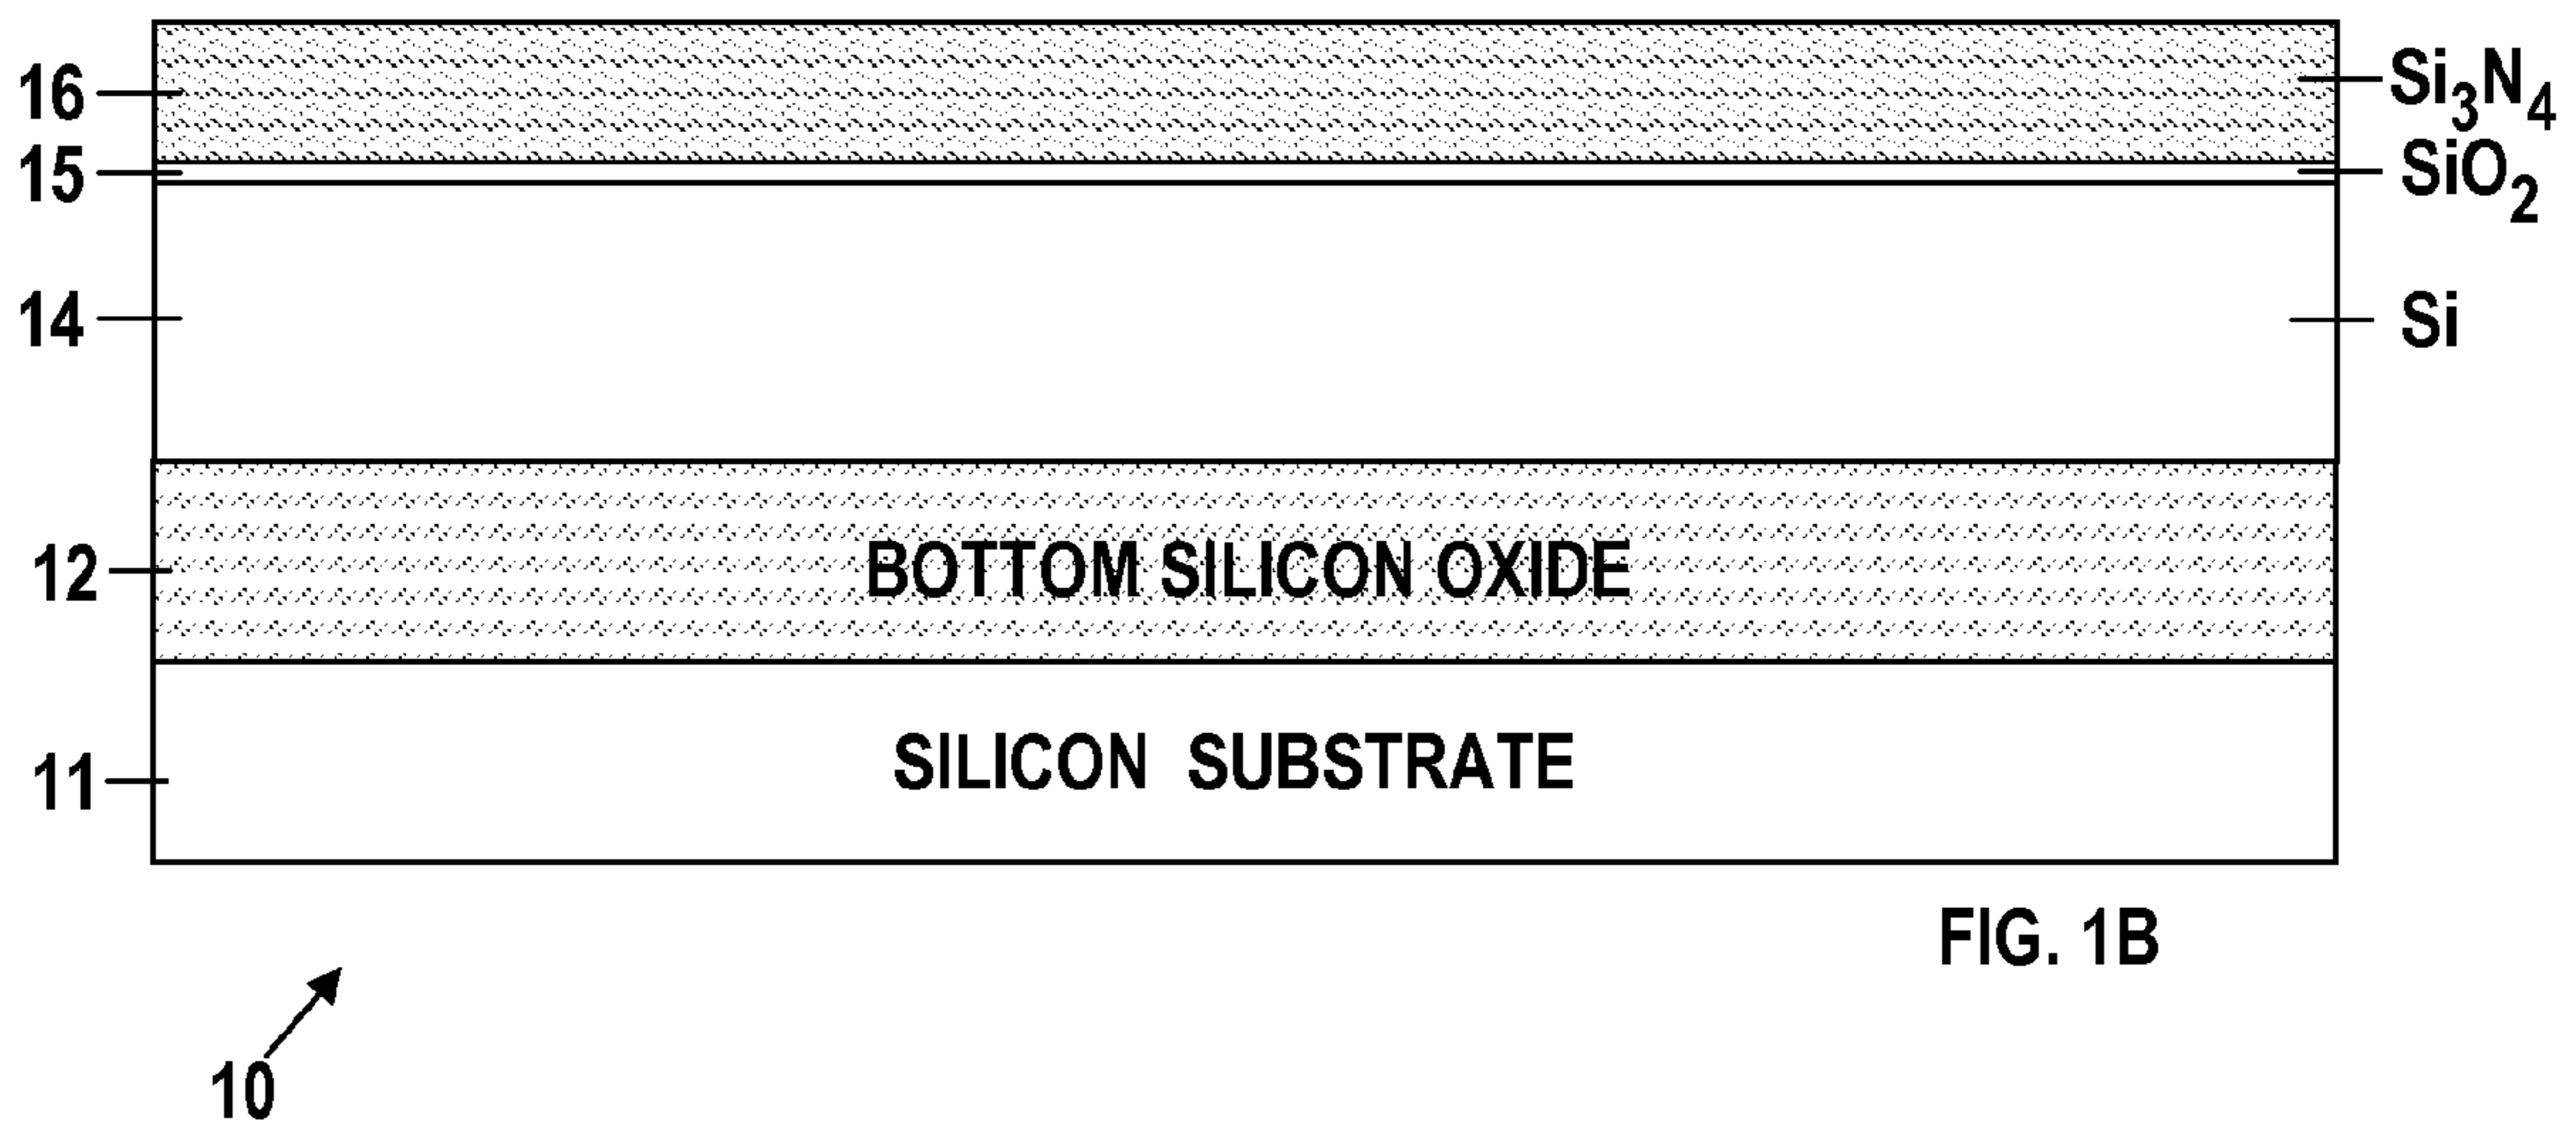 16 Si₃N₄
15 SiO₂
14 Si
12 BOTTOM SILICON OXIDE
11 SILICON SUBSTRATE
FIG. 1B
10